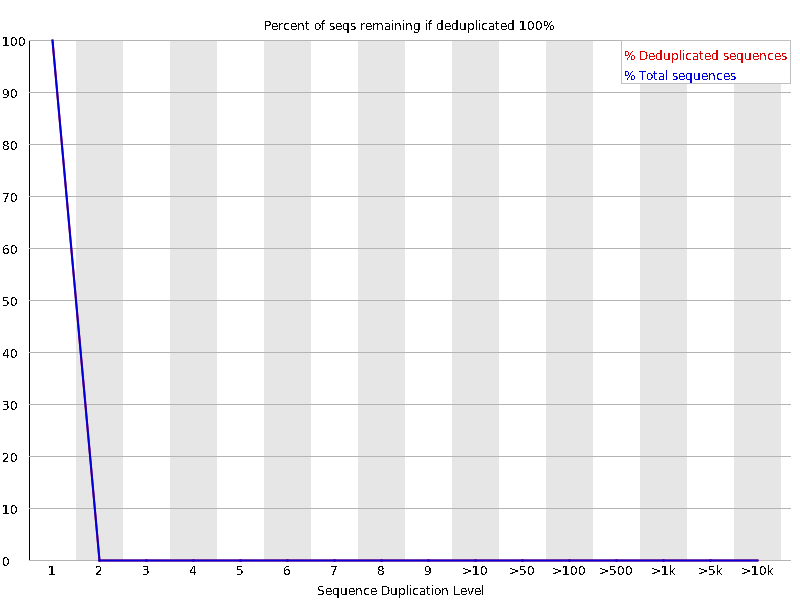 Percent of seqs remaining if deduplicated 100%
% Deduplicated sequences
% Total sequences
100
90
80
70
60
50
40
30
20
10
0
1 2 3 4 5 6 7 8 9 >10 >50 >100 >500 >1k >5k >10k
Sequence Duplication Level